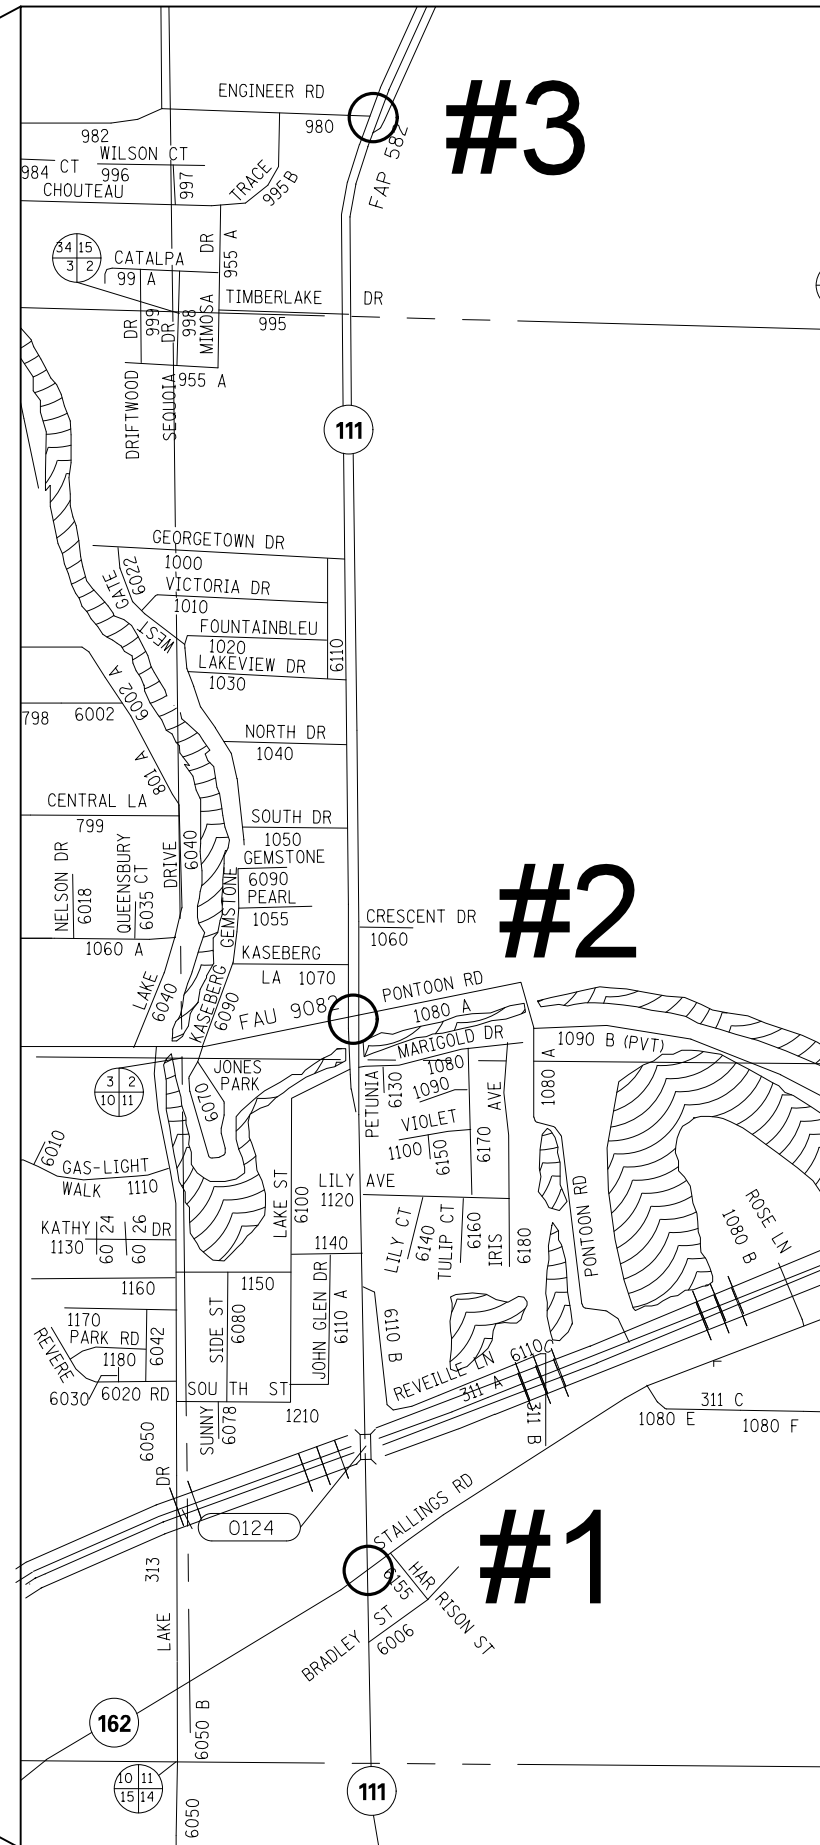 ENGINEER RD
#3
980
982
FAP 582
WILSON CT
984 CT
996
997
TRACE
995 B
CHOUTEAU
34 15
3 2
CATALPA
DR
955 A
99 A
TIMBERLAKE DR
DR
999
DR
998
MIMOSA
995
DRIFTWOOD
SEQUOIA
955 A
111
GEORGETOWN DR
1000
GATE
6022
VICTORIA DR
1010
WEST
FOUNTAINBLEU
1020
6110
LAKEVIEW DR
1030
6002 A
798
6002
NORTH DR
1040
801 A
CENTRAL LA
799
SOUTH DR
1050
NELSON DR
6018
QUEENSBURY
6035 CT
DRIVE
6040
GEMSTONE
6090
GEMSTONE
PEARL
1055
#2
CRESCENT DR
1060
1060 A
KASEBERG
LA 1070
LAKE
6040
KASEBERG
6090
FAU 9082
PONTOON RD
1080 A
MARIGOLD DR
1090 B (PVT)
3 2
10 11
JONES
PARK
6070
PETUNIA
6130
1080
1090
AVE
1080 A
VIOLET
1100
6150
6170
6010
GAS-LIGHT
WALK
1110
LAKE ST
6100
LILY AVE
1120
PONTOON RD
ROSE LN
1080 B
KATHY
1130
60 24
60 26
DR
1140
LILY CT
6140
TULIP CT
6160
IRIS
6180
1160
1150
SIDE ST
6080
JOHN GLEN DR
6110 A
6110 B
1170
PARK RD
1180
6042
REVERE
6030
6020 RD
SOU TH ST
REVEILLE LN
6110C
311 A
311 B
311 C
1080 E
1080 F
SUNNY
6078
1210
6050
DR
0124
STALLINGS RD
#1
313
LAKE
6155
HAR RISON ST
BRADLEY ST
6006
162
6050 B
10 11
15 14
111
6050